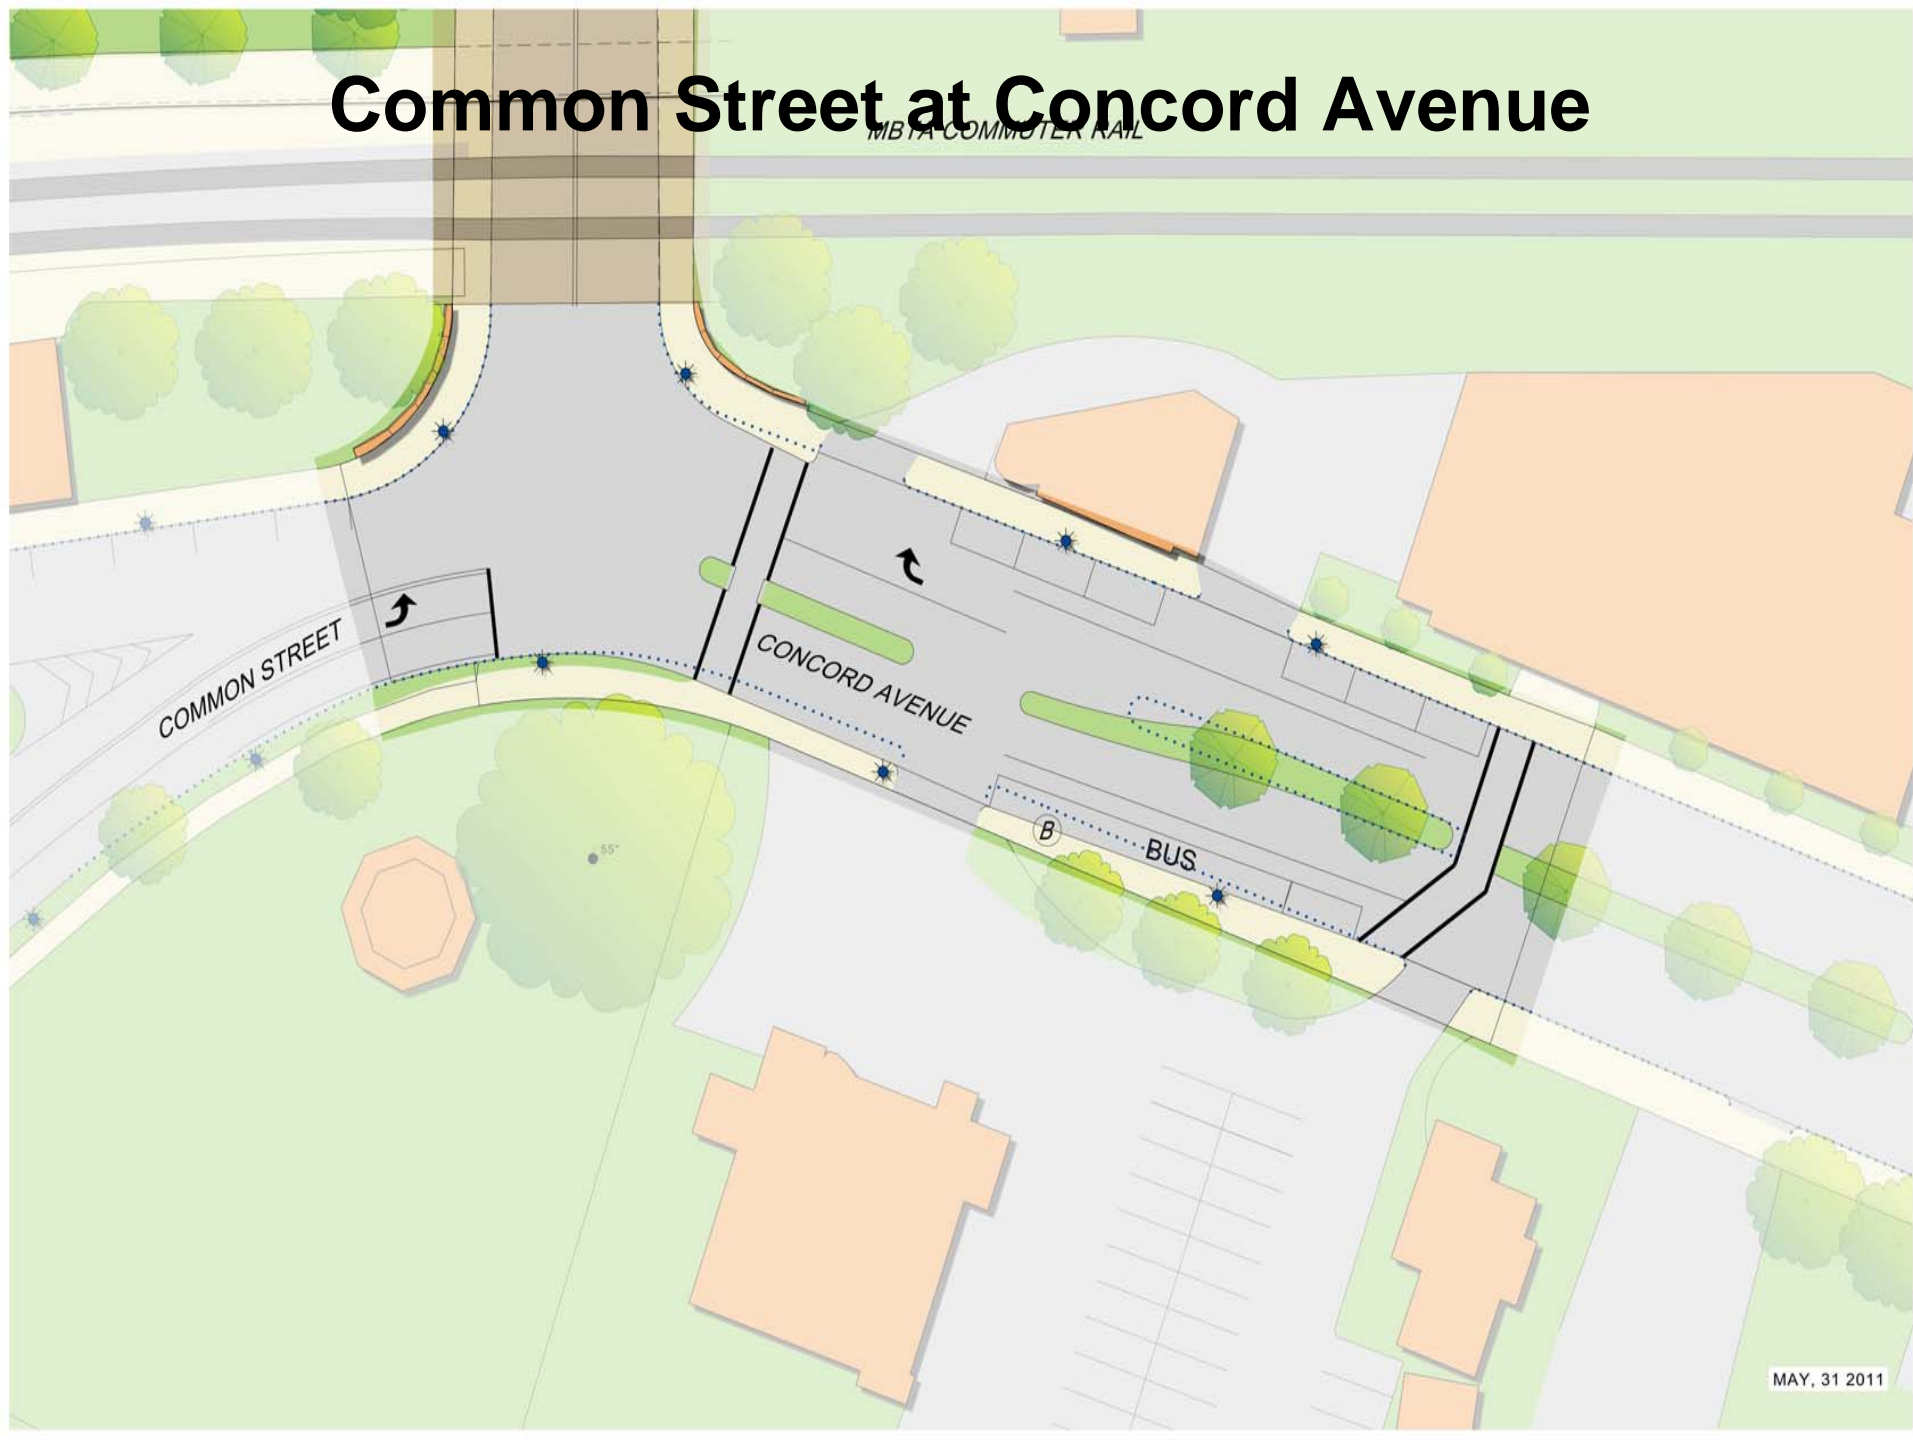 Common Street at Concord Avenue
MBTA COMMUTER RAIL
COMMON STREET
CONCORD AVENUE
B
BUS
55"
MAY, 31 2011